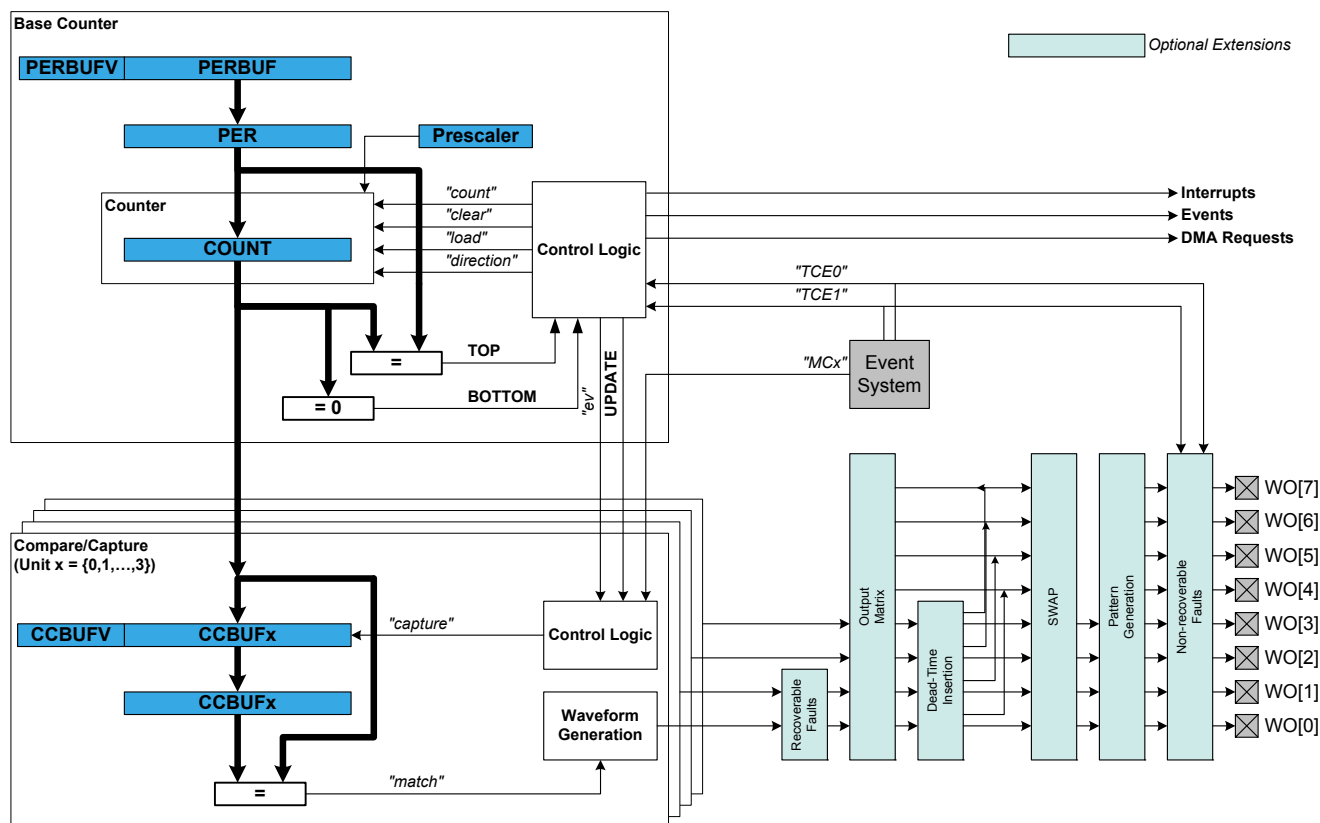 Base Counter
Optional Extensions
PERBUFV
PERBUF
PER
Prescaler
Counter
COUNT
"count"
"clear"
"load"
"direction"
Control Logic
Interrupts
Events
DMA Requests
"TCE0"
"TCE1"
=
TOP
= 0
BOTTOM
"ev"
UPDATE
"MCx"
Event
System
Compare/Capture
(Unit x = {0,1,...,3})
CCBUFV
CCBUFx
"capture"
Control Logic
CCBUFx
Waveform
Generation
=
"match"
Recoverable
Faults
Output
Matrix
Dead-Time
Insertion
SWAP
Pattern
Generation
Non-recoverable
Faults
WO[7]
WO[6]
WO[5]
WO[4]
WO[3]
WO[2]
WO[1]
WO[0]